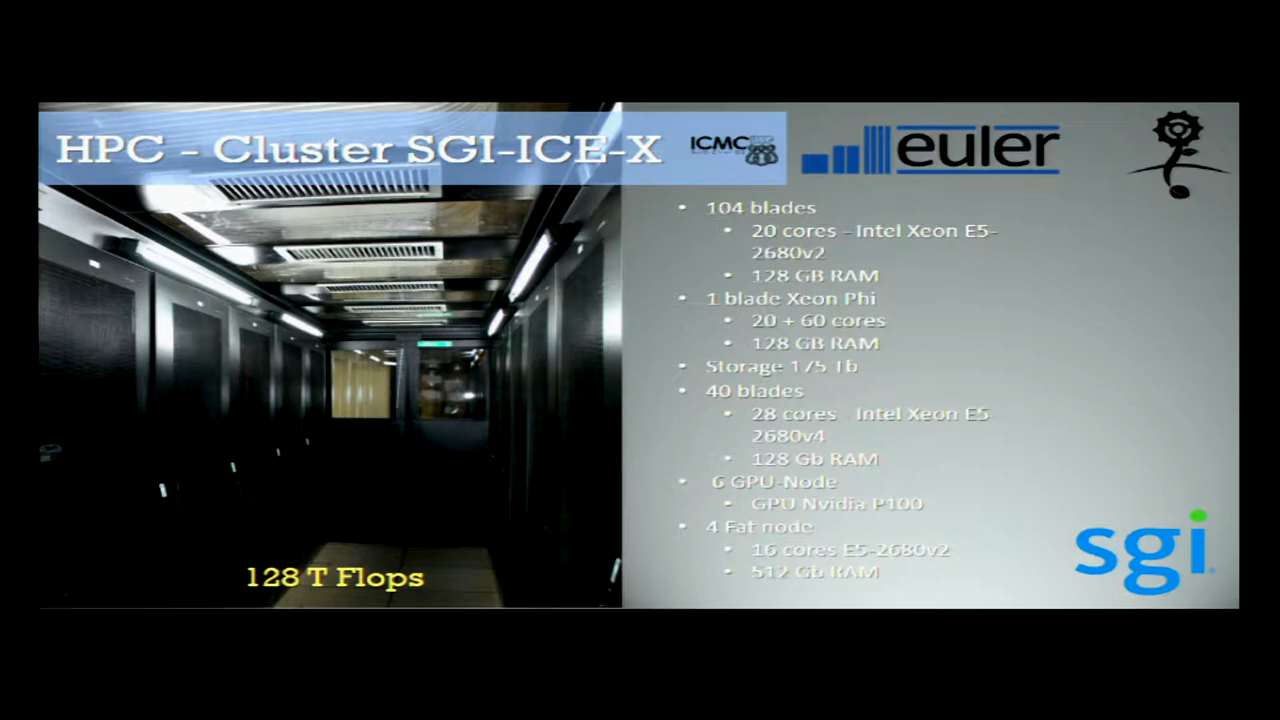 HPC - Cluster SGI-ICE-X
ICMC
euler
• 104 blades
• 20 cores - Intel Xeon E5-
2680v2
• 128 GB RAM
• 1 blade Xeon Phi
• 20 + 60 cores
• 128 GB RAM
• Storage 175 Tb
• 40 blades
• 28 cores - Intel Xeon E5-
2680v4
• 128 Gb RAM
• 6 GPU-Node
• GPU Nvidia P100
• 4 Fat node
• 16 cores E5-2680v2
• 512 Gb RAM
128 T Flops
sgi